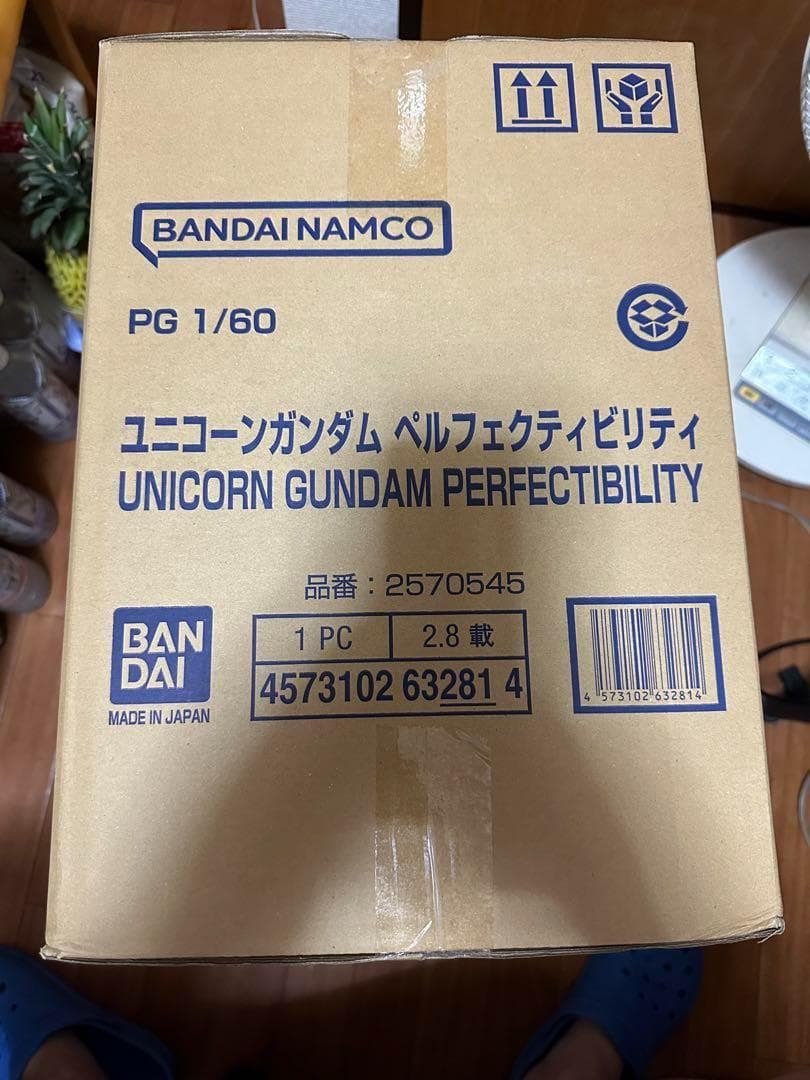 BANDAI NAMCO
PG 1/60
ユニコーンガンダム ペルフェクティビリティ
UNICORN GUNDAM PERFECTIBILITY
品番：2570545
BAN
DAI
MADE IN JAPAN
1 PC 2.8 載
4573102 63281 4
4 573102 632814